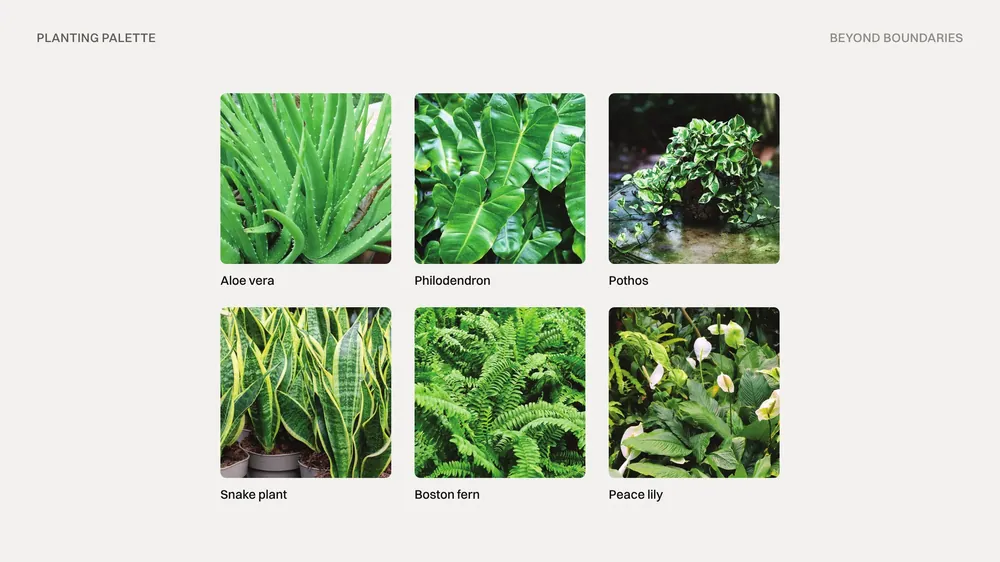 PLANTING PALETTE
BEYOND BOUNDARIES
Aloe vera
Philodendron
Pothos
Snake plant
Boston fern
Peace lily